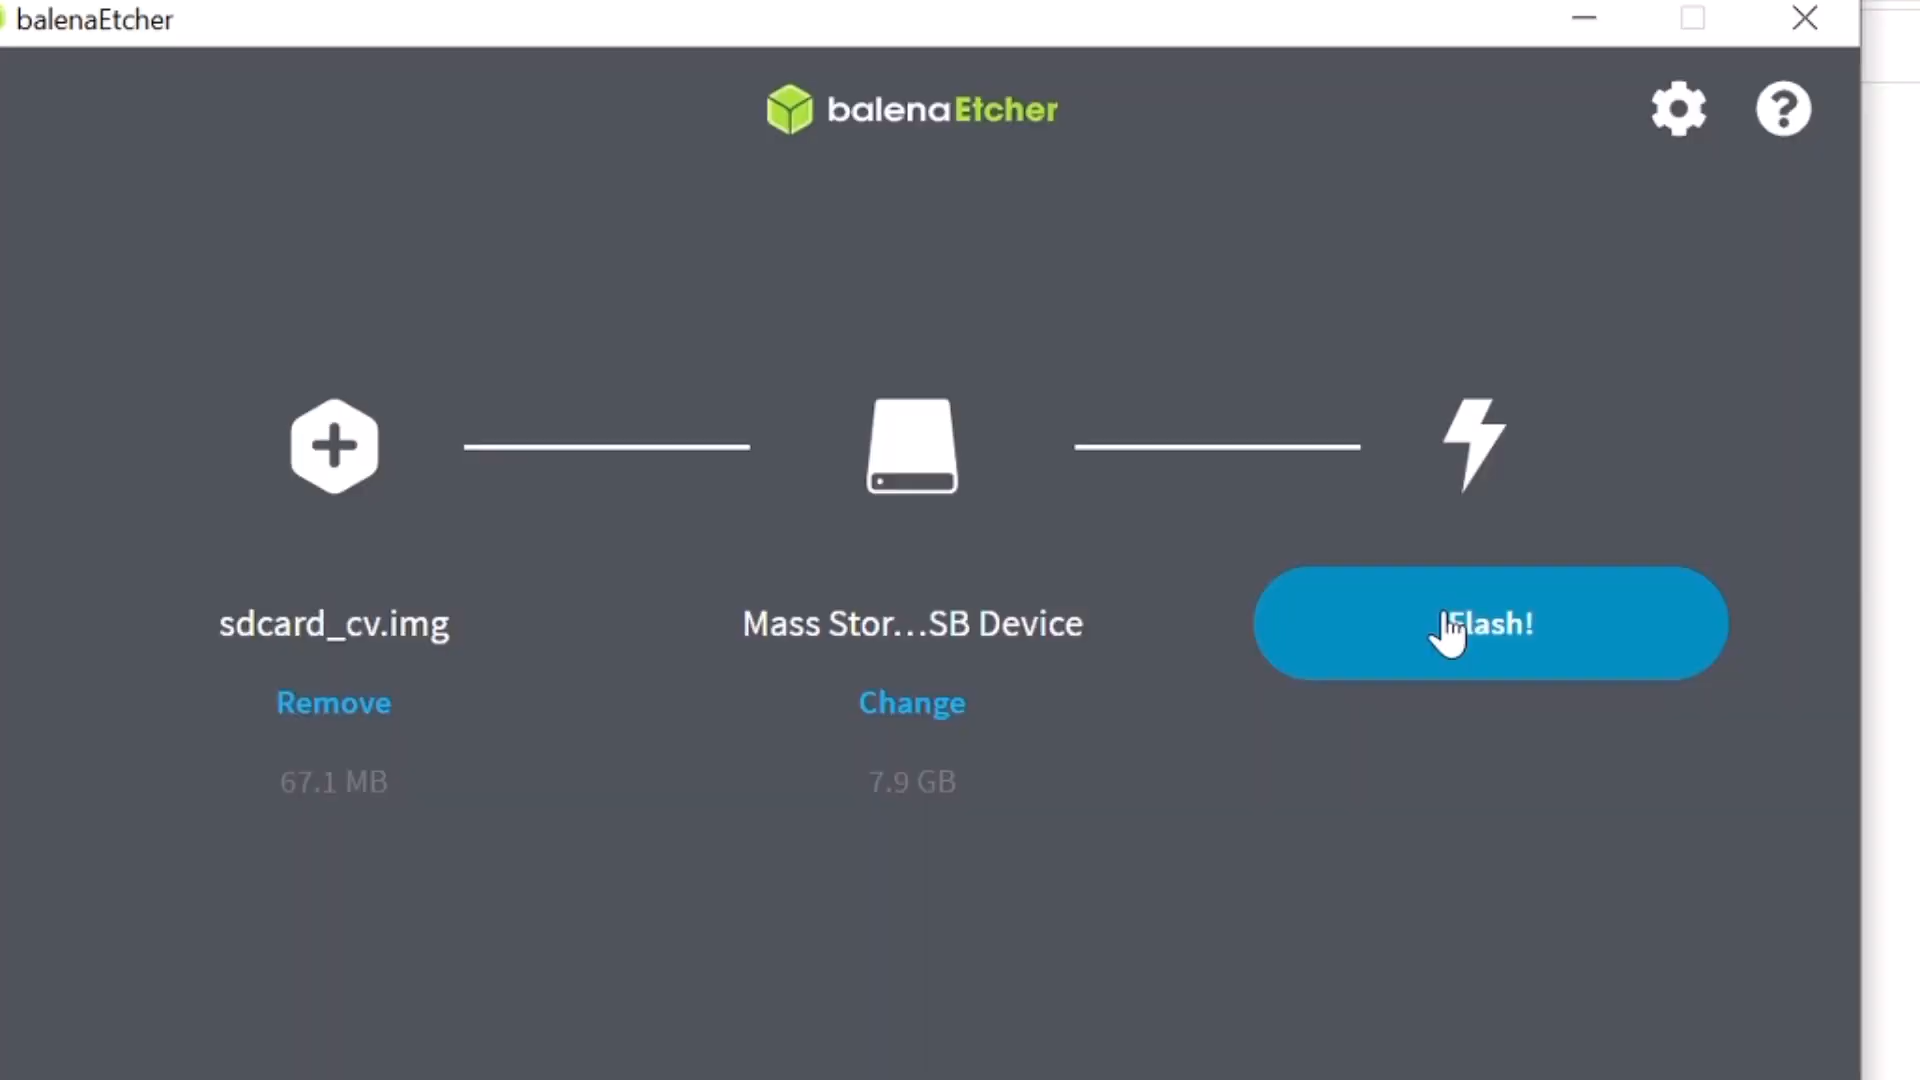 balenaEtcher
balenaEtcher
sdcard_cv.img
Mass Stor...SB Device
Flash!
Remove
Change
67.1 MB
7.9 GB